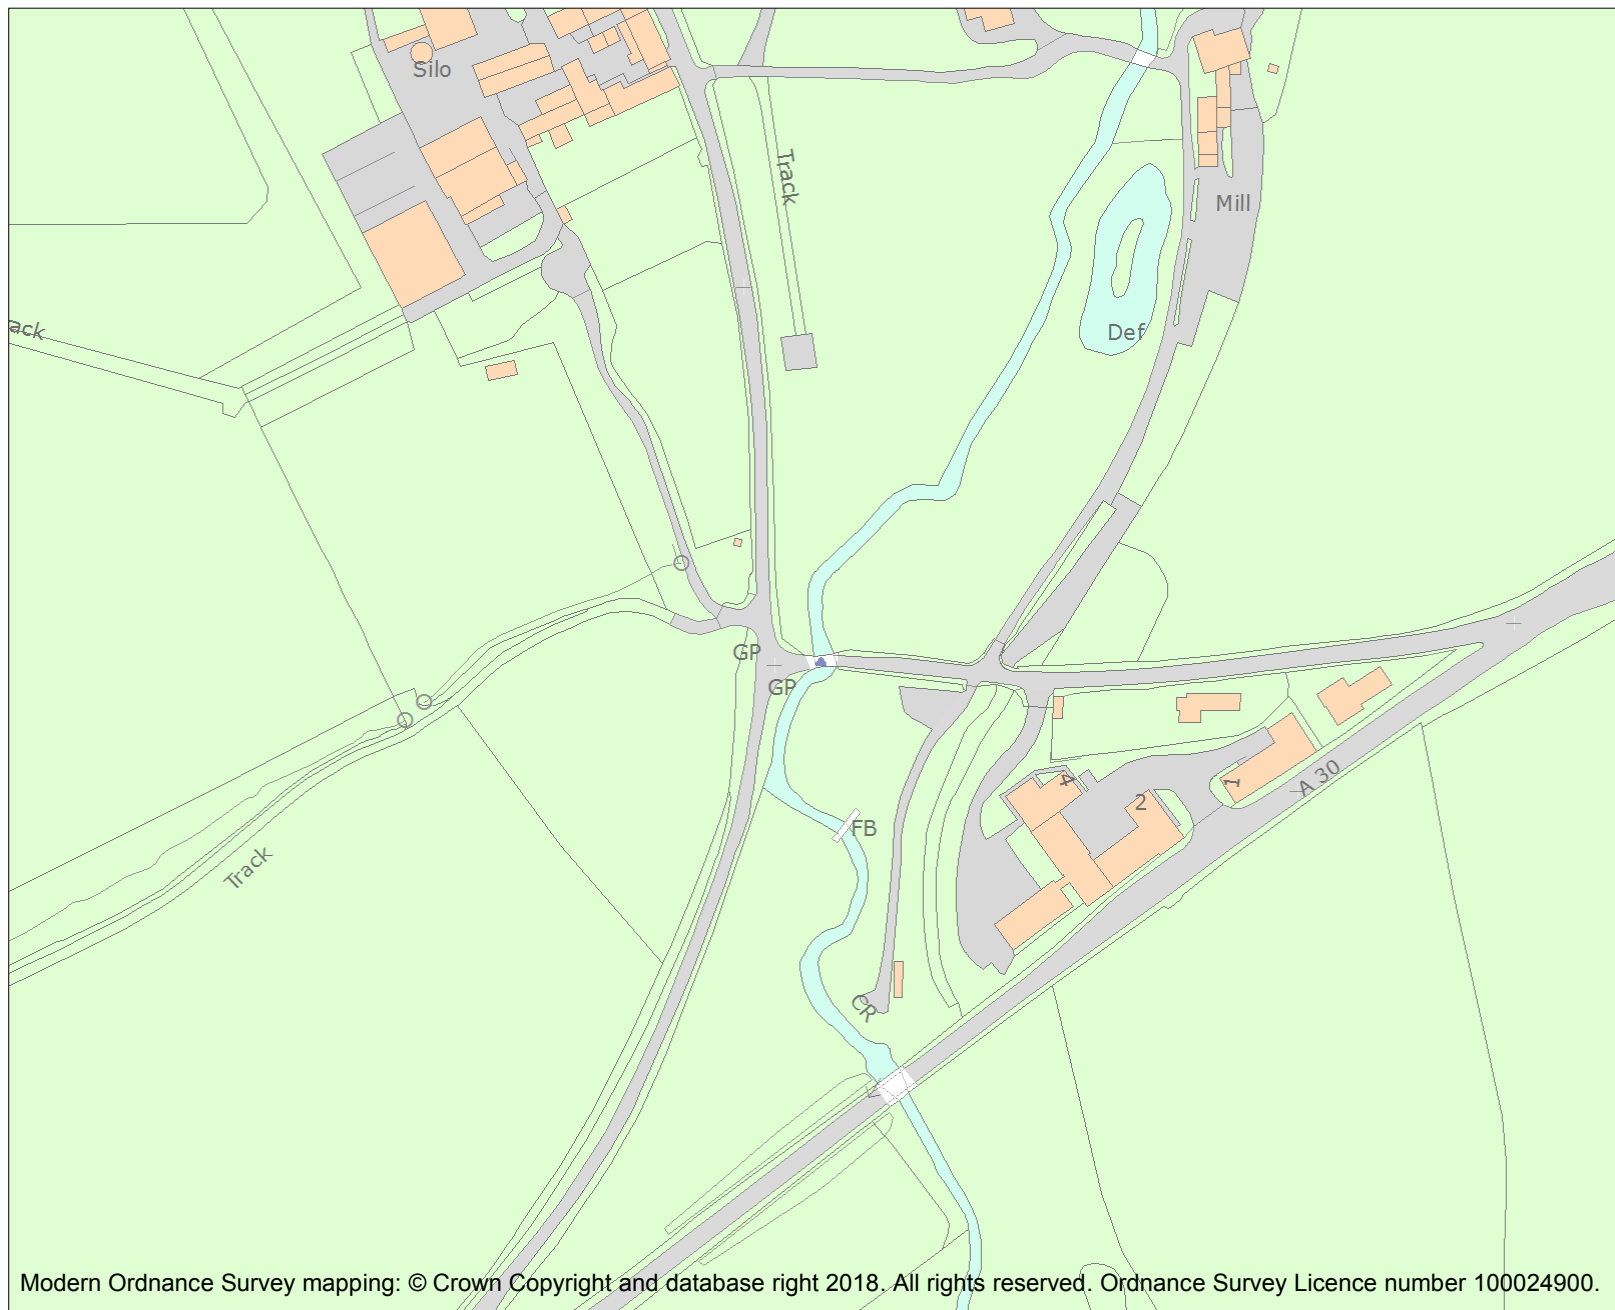 Silo
Track
Mill
Def
ack
GP
GP
A 30
4
1
2
FB
Track
CR
Modern Ordnance Survey mapping: © Crown Copyright and database right 2018. All rights reserved. Ordnance Survey Licence number 100024900.